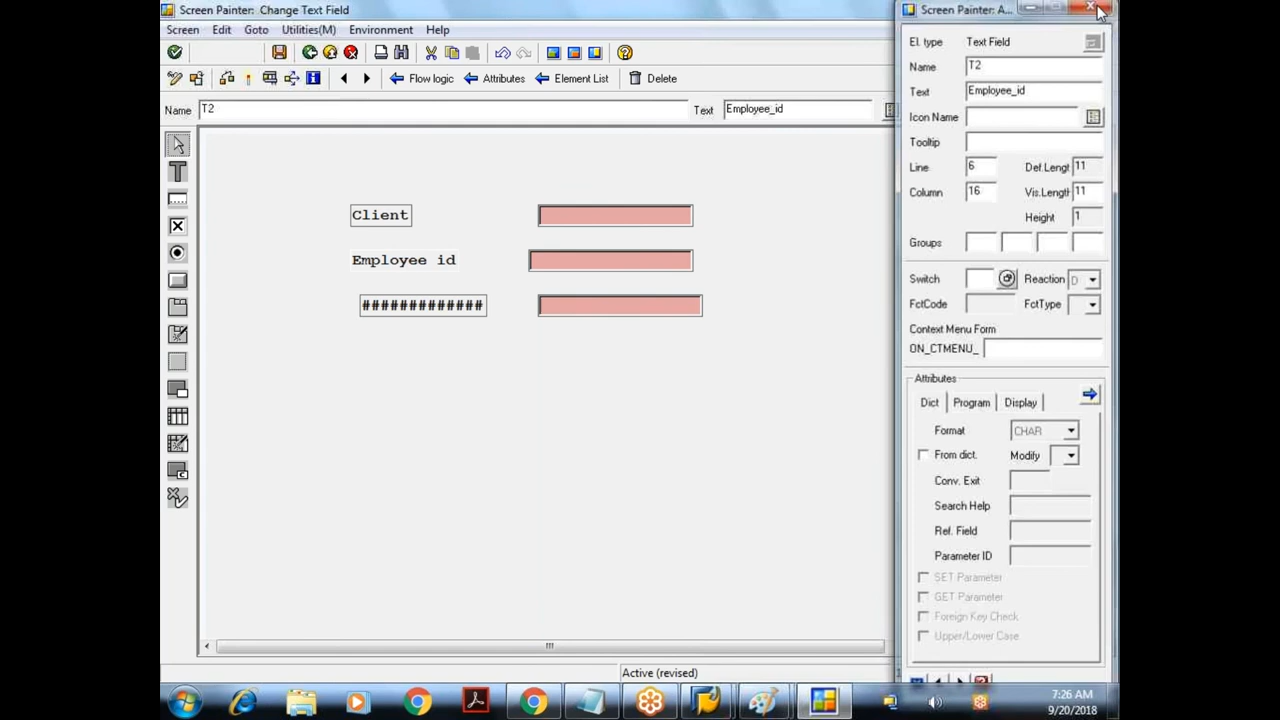 Screen Painter: Change Text Field
Screen Edit Goto Utilities(M) Environment Help
Flow logic Attributes Element List Delete
Name T2 Text Employee_id
Client
Employee id
#############
Active (revised)
Screen Painter: A...
El. type Text Field
Name T2
Text Employee_id
Icon Name
Tooltip
Line 6 Def.Lengt 11
Column 16 Vis.Length 11
Height 1
Groups
Switch Reaction D
FctCode FctType
Context Menu Form
ON_CTMENU_
Attributes
Dict Program Display
Format CHAR
From dict. Modify
Conv. Exit
Search Help
Ref. Field
Parameter ID
SET Parameter
GET Parameter
Foreign Key Check
Upper/Lower Case
7:26 AM
9/20/2018